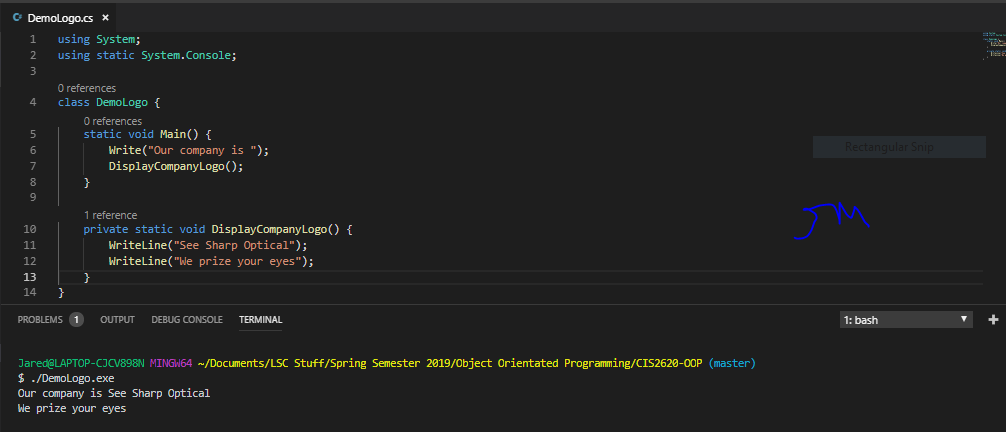 DemoLogo.cs ×
1 using System;
2 using static System.Console;
3
0 references
4 class DemoLogo {
0 references
5 static void Main() {
6 Write("Our company is ");
7 DisplayCompanyLogo();
8 }
9
1 reference
10 private static void DisplayCompanyLogo() {
11 WriteLine("See Sharp Optical");
12 WriteLine("We prize your eyes");
13 }
14 }
Rectangular Snip
PROBLEMS 1 OUTPUT DEBUG CONSOLE TERMINAL 1: bash
Jared@LAPTOP-CJCV898N MINGW64 ~/Documents/LSC Stuff/Spring Semester 2019/Object Orientated Programming/CIS2620-OOP (master)
$ ./DemoLogo.exe
Our company is See Sharp Optical
We prize your eyes